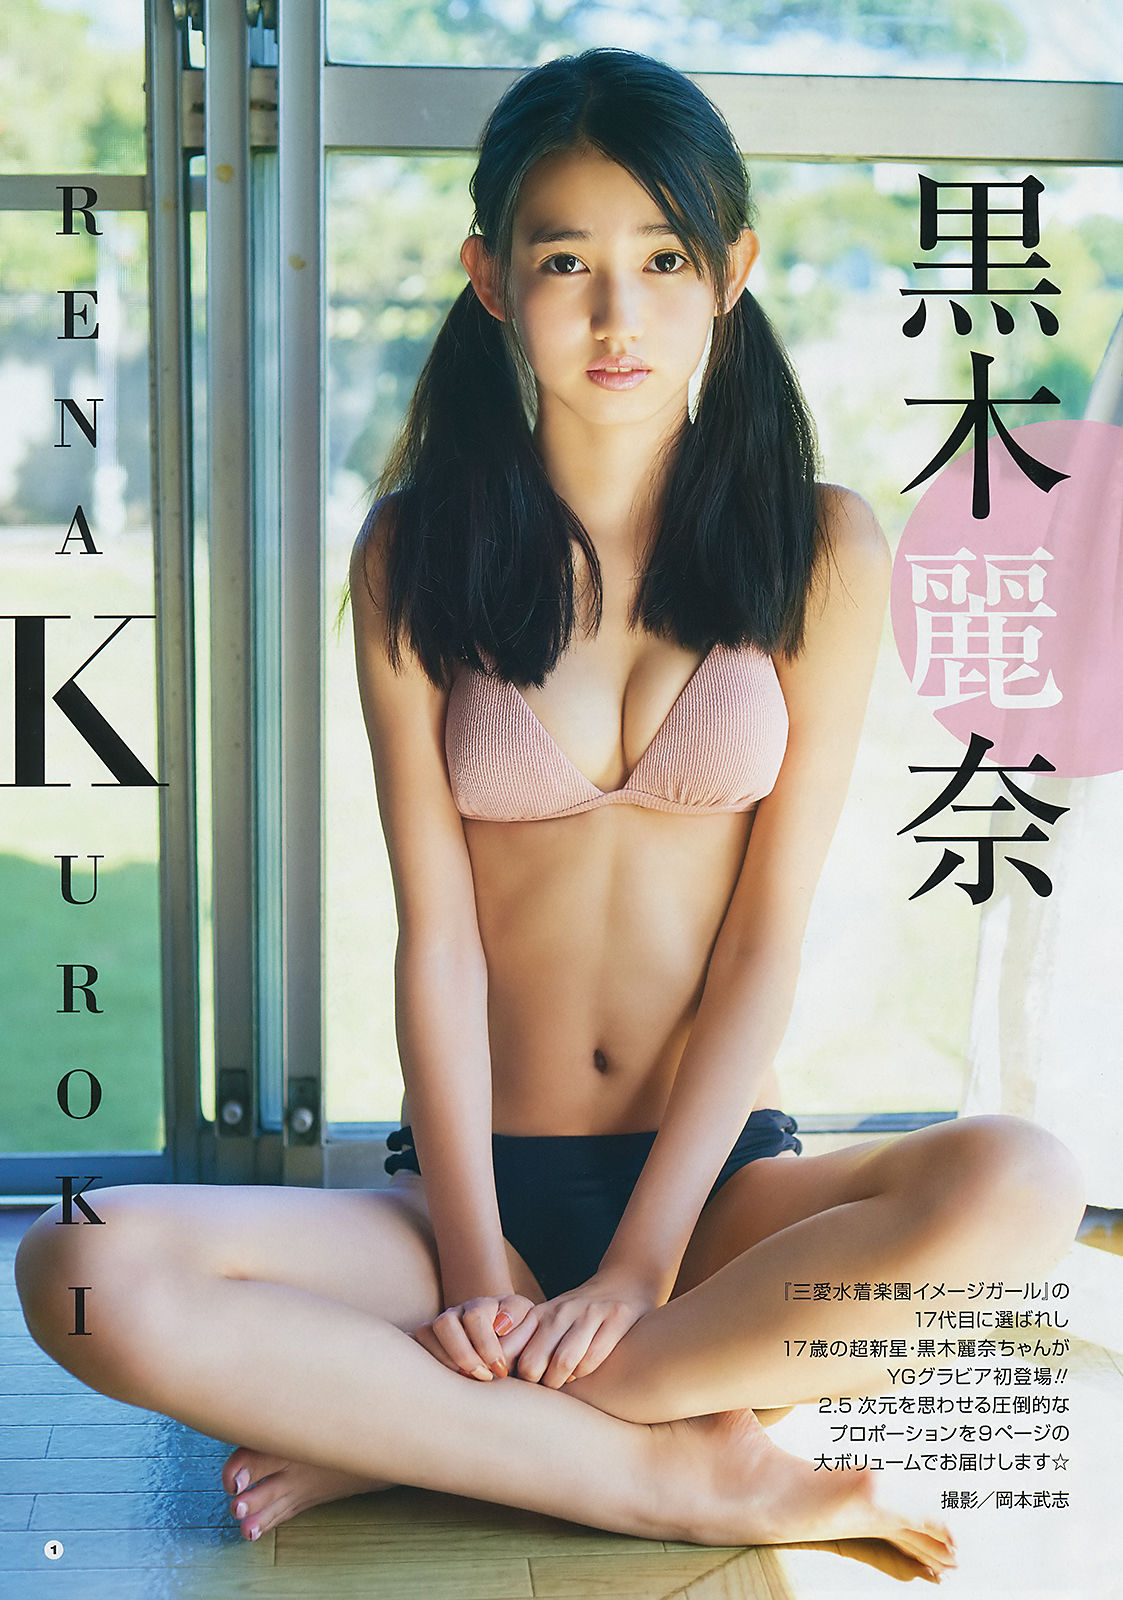 RENA
KUROKI
黒木麗奈
『三愛水着楽園イメージガール』の
17代目に選ばれし
17歳の超新星・黒木麗奈ちゃんが
YGグラビア初登場!!
2.5次元を思わせる圧倒的な
プロポーションを9ページの
大ボリュームでお届けします☆
撮影／岡本武志
1